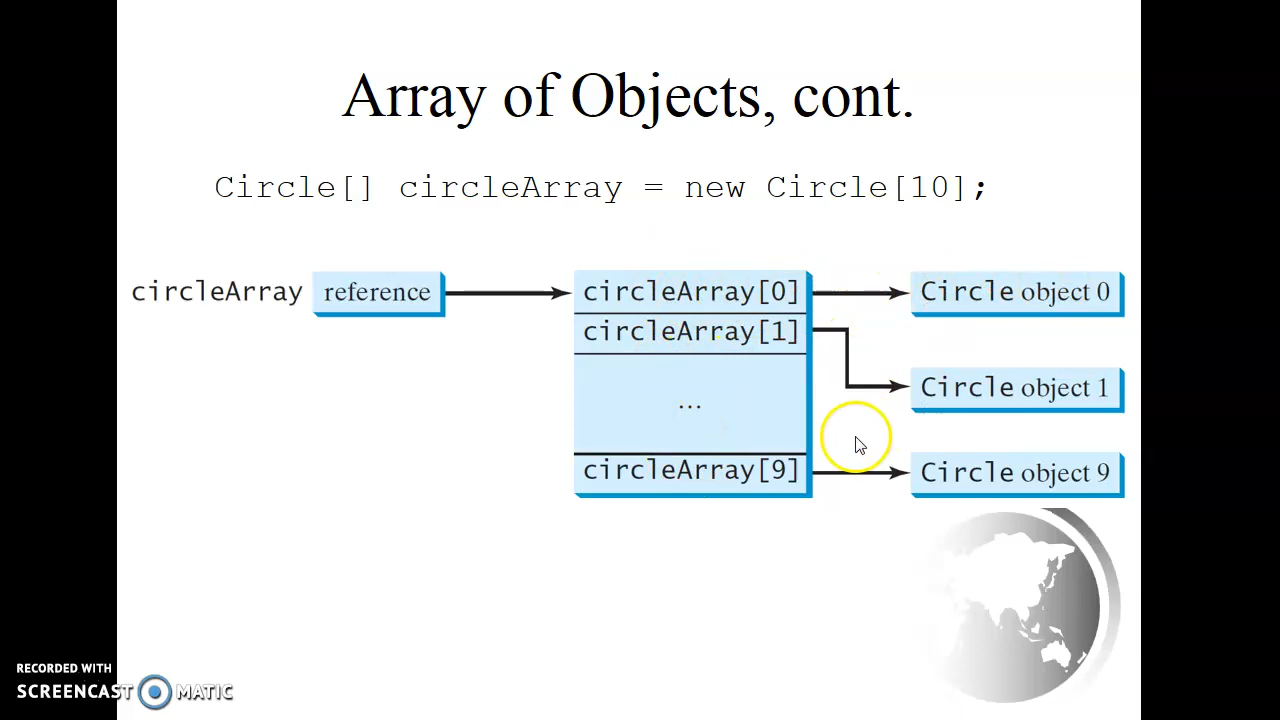 Array of Objects, cont.
Circle[] circleArray = new Circle[10];
circleArray reference circleArray[0] Circle object 0
circleArray[1]
Circle object 1
...
circleArray[9] Circle object 9
RECORDED WITH
SCREENCAST MATIC